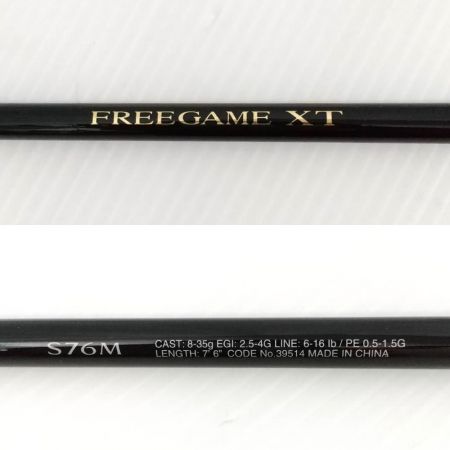 FREEGAME XT
S76M
CAST: 8-35g EGI: 2.5-4G LINE: 6-16 lb / PE 0.5-1.5G
LENGTH: 7' 6" CODE No.39514 MADE IN CHINA